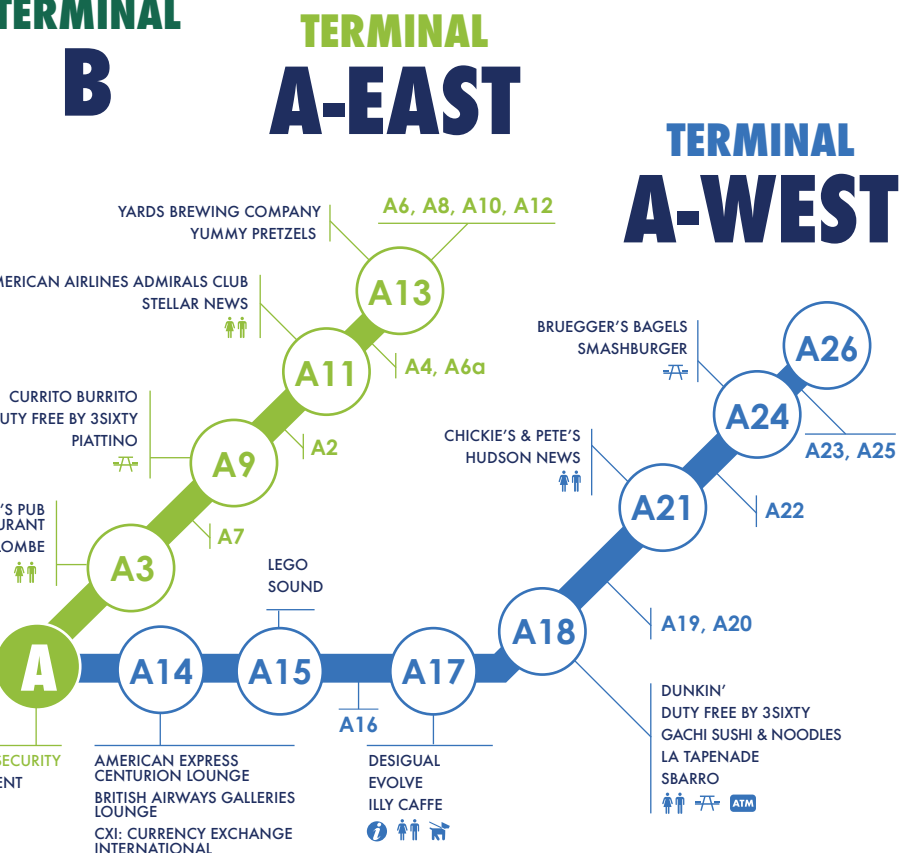 TERMINAL
B
TERMINAL
A-EAST
TERMINAL
A-WEST
YARDS BREWING COMPANY
YUMMY PRETZELS
A6, A8, A10, A12
A13
AMERICAN AIRLINES ADMIRALS CLUB
STELLAR NEWS
A11
A4, A6a
CURRITO BURRITO
DUTY FREE BY 3SIXTY
PIATTINO
A9
A2
'S PUB
URANT
OMBE
A3
A7
A
SECURITY
ENT
A14
AMERICAN EXPRESS
CENTURION LOUNGE
BRITISH AIRWAYS GALLERIES
LOUNGE
CXI: CURRENCY EXCHANGE
INTERNATIONAL
LEGO
SOUND
A15
A16
A17
DESIGUAL
EVOLVE
ILLY CAFFE
i
A18
DUNKIN'
DUTY FREE BY 3SIXTY
GACHI SUSHI & NOODLES
LA TAPENADE
SBARRO
ATM
A19, A20
CHICKIE'S & PETE'S
HUDSON NEWS
A21
A22
BRUEGGER'S BAGELS
SMASHBURGER
A24
A23, A25
A26